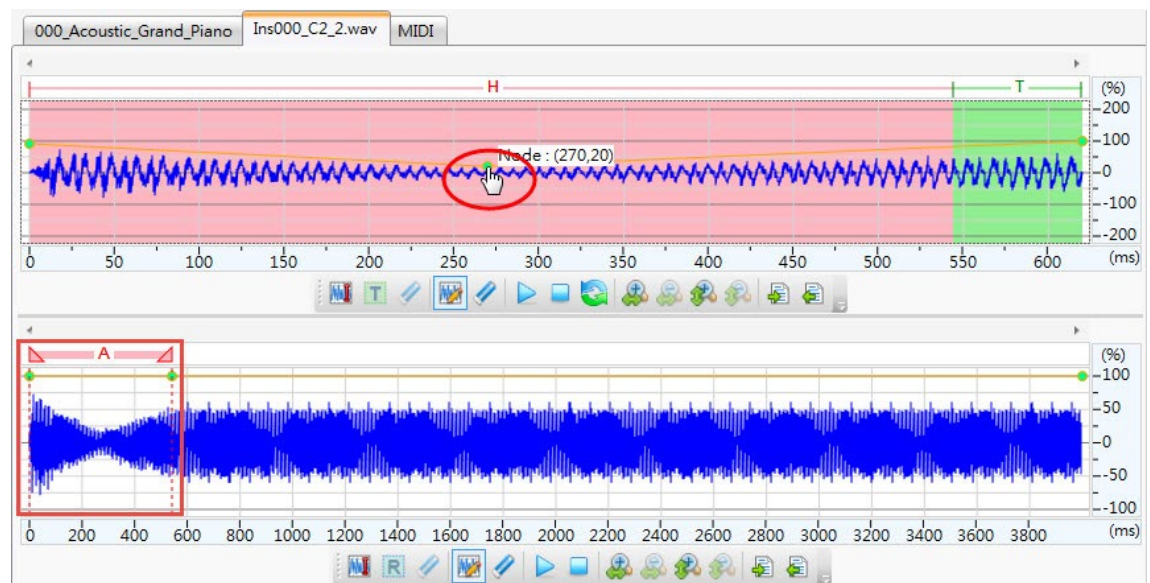 000_Acoustic_Grand_Piano Ins000_C2_2.wav MIDI
H T (%)
200
100
Node : (270,20)
0
-100
-200
0 50 100 150 200 250 300 350 400 450 500 550 600 (ms)
T
A (%)
100
50
0
-50
-100
0 200 400 600 800 1000 1200 1400 1600 1800 2000 2200 2400 2600 2800 3000 3200 3400 3600 3800 (ms)
R